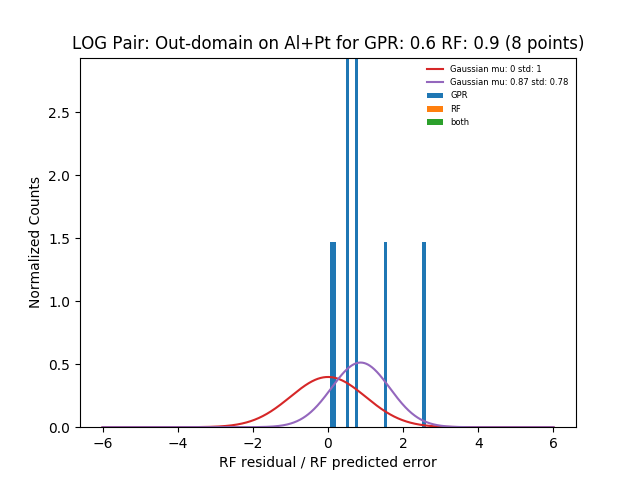 LOG Pair: Out-domain on Al+Pt for GPR: 0.6 RF: 0.9 (8 points)
Gaussian mu: 0 std: 1
Gaussian mu: 0.87 std: 0.78
GPR
RF
both
Normalized Counts
2.5
2.0
1.5
1.0
0.5
0.0
−6
−4
−2
0
2
4
6
RF residual / RF predicted error